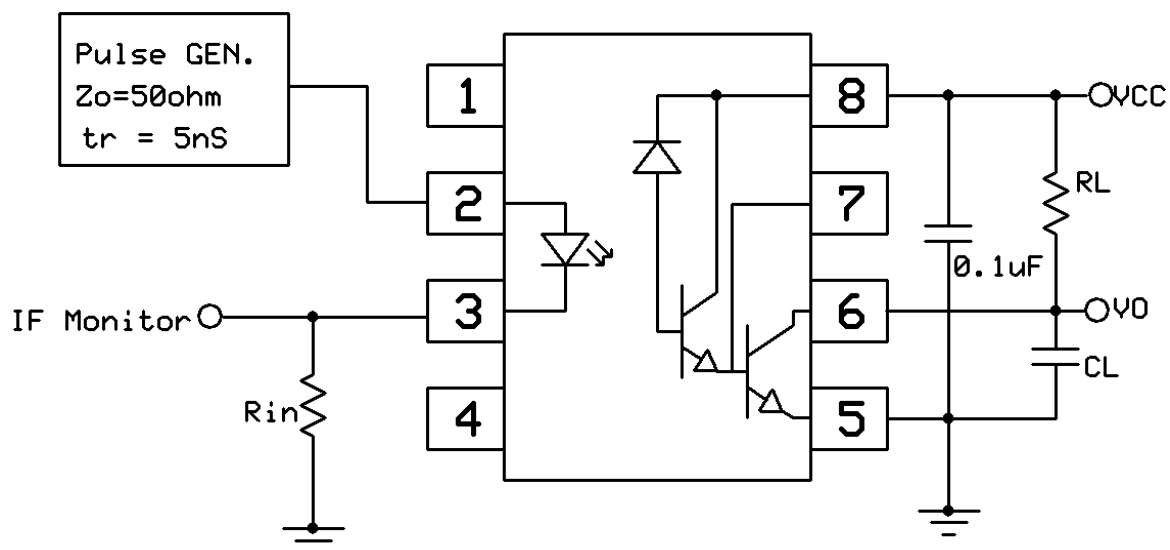 Pulse GEN.
Zo=50ohm
tr = 5nS
1
2
3
4
8
7
6
5
VCC
RL
0.1uF
IF Monitor
VO
CL
Rin